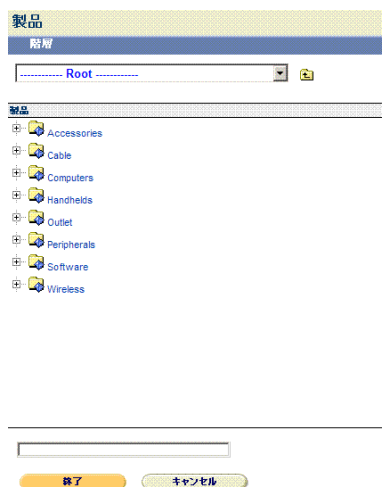 製品
階層
----------- Root -----------
製品
Accessories
Cable
Computers
Handhelds
Outlet
Peripherals
Software
Wireless
終了
キャンセル